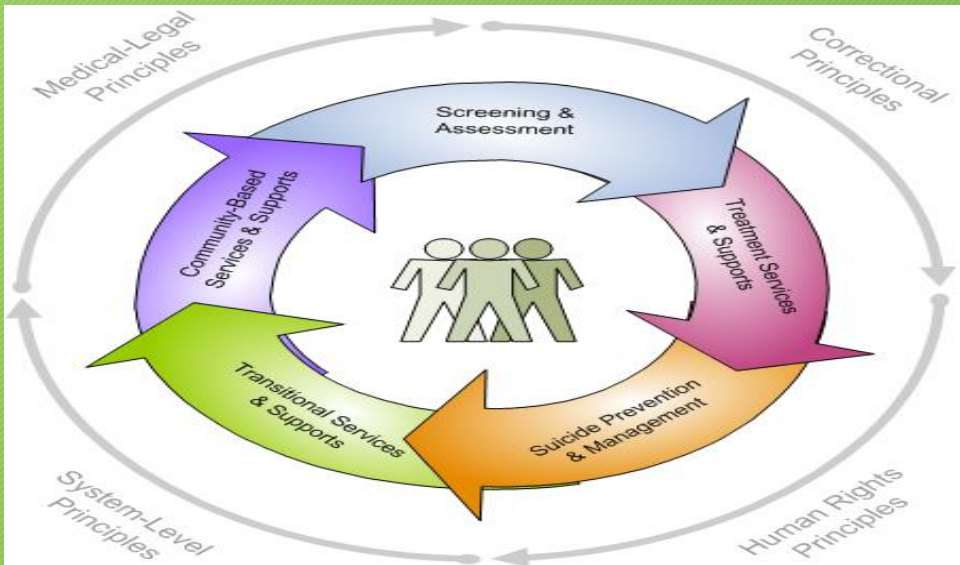 Medical-Legal
Principles
Correctional
Principles
Screening &
Assessment
Treatment Services
& Supports
Suicide Prevention
& Management
Transitional Services
& Supports
Community-Based
Services & Supports
Human Rights
Principles
System-Level
Principles